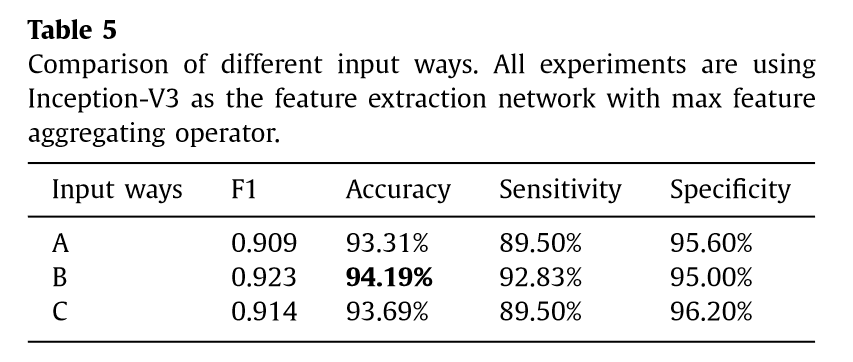 Table 5
Comparison of different input ways. All experiments are using
Inception-V3 as the feature extraction network with max feature
aggregating operator.
Input ways F1 Accuracy Sensitivity Specificity
A 0.909 93.31% 89.50% 95.60%
B 0.923 94.19% 92.83% 95.00%
C 0.914 93.69% 89.50% 96.20%